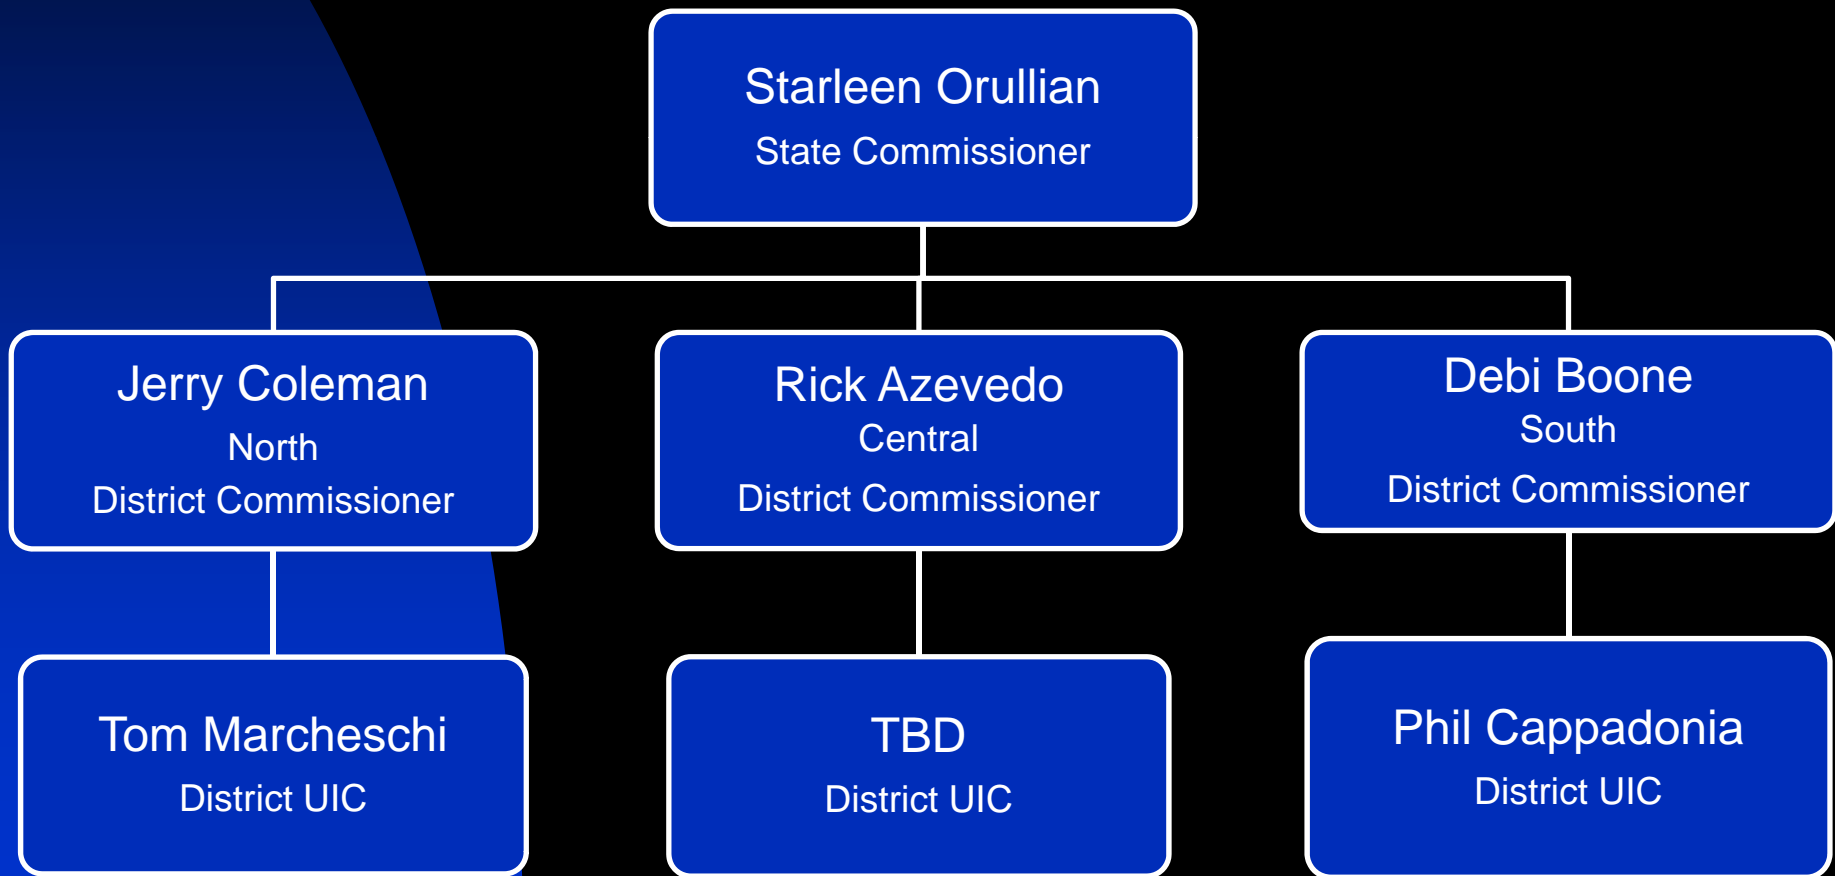 Starleen Orullian
State Commissioner
Jerry Coleman
North
District Commissioner
Rick Azevedo
Central
District Commissioner
Debi Boone
South
District Commissioner
Tom Marcheschi
District UIC
TBD
District UIC
Phil Cappadonia
District UIC